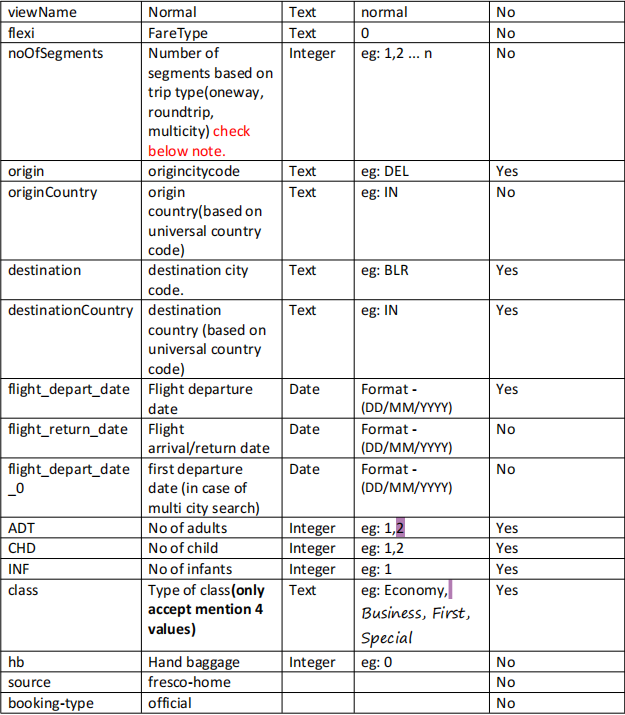 viewName Normal Text normal No
flexi FareType Text 0 No
noOfSegments Number of Integer eg: 1,2 ... n No
segments based on
trip type(oneway,
roundtrip,
multicity) check
below note.
origin origincitycode Text eg: DEL Yes
originCountry origin Text eg: IN No
country(based on
universal country
code)
destination destination city Text eg: BLR Yes
code.
destinationCountry destination Text eg: IN Yes
country (based on
universal country
code)
flight_depart_date Flight departure Date Format - Yes
date (DD/MM/YYYY)
flight_return_date Flight Date Format - No
arrival/return date (DD/MM/YYYY)
flight_depart_date first departure Date Format - No
_0 date (in case of (DD/MM/YYYY)
multi city search)
ADT No of adults Integer eg: 1,2 Yes
CHD No of child Integer eg: 1,2 Yes
INF No of infants Integer eg: 1 Yes
class Type of class(only Text eg: Economy, Yes
accept mention 4 Business, First,
values) Special
hb Hand baggage Integer eg: 0 No
source fresco-home No
booking-type official No